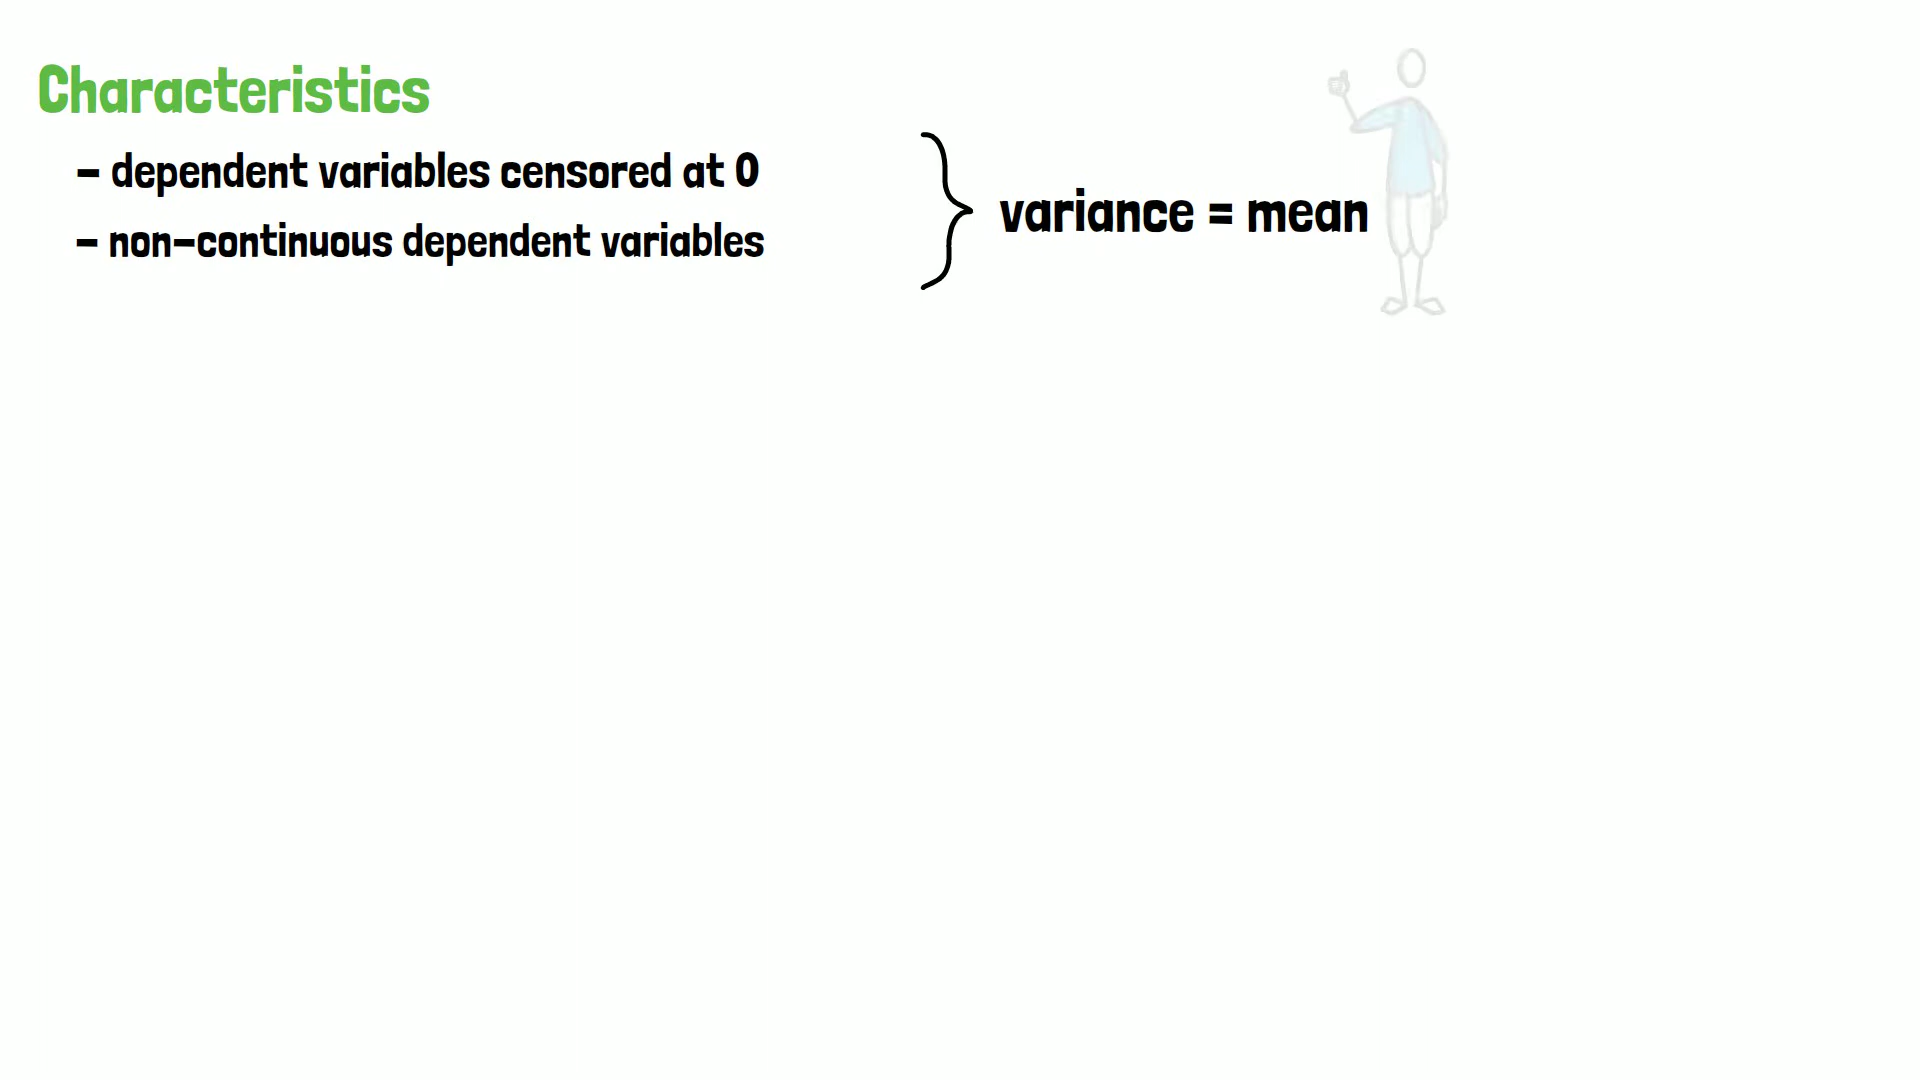 Characteristics
- dependent variables censored at 0
- non-continuous dependent variables
variance = mean